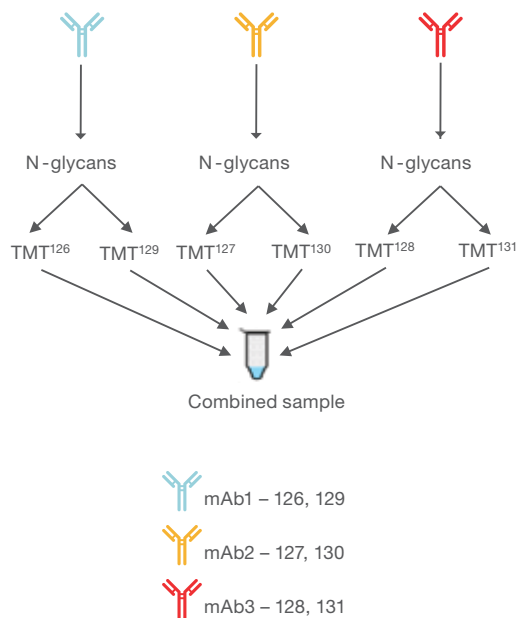 N-glycans N-glycans N-glycans
TMT¹²⁶ TMT¹²⁹ TMT¹²⁷ TMT¹³⁰ TMT¹²⁸ TMT¹³¹
Combined sample
mAb1 – 126, 129
mAb2 – 127, 130
mAb3 – 128, 131